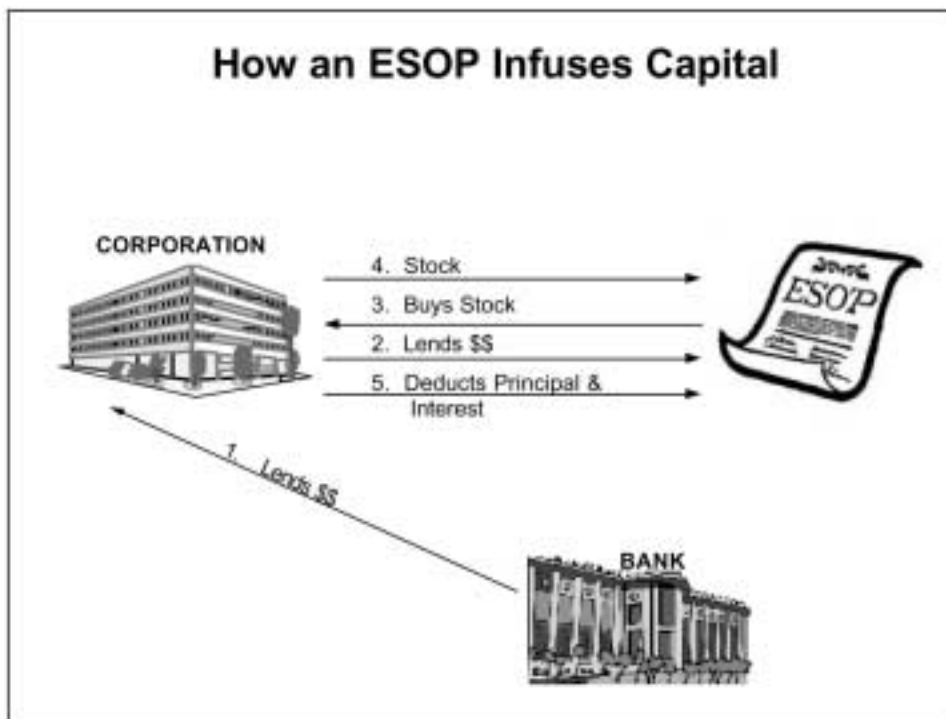 How an ESOP Infuses Capital
CORPORATION
4. Stock
3. Buys Stock
2. Lends $$
5. Deducts Principal &
Interest
ESOP
1. Lends $$
BANK